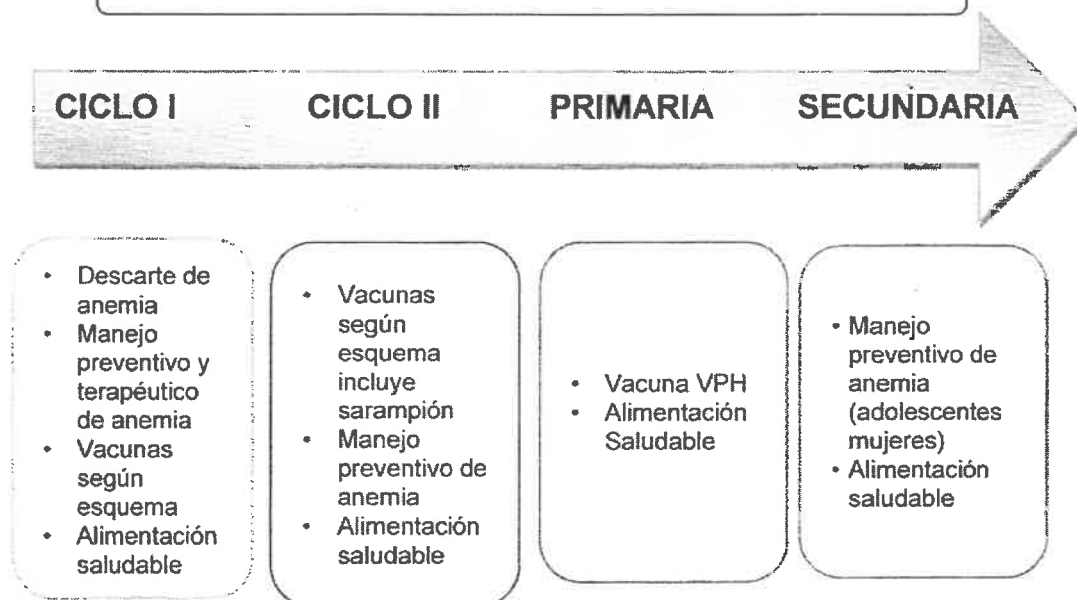 CICLO I
CICLO II
PRIMARIA
SECUNDARIA
• Descarte de
anemia
• Manejo
preventivo y
terapéutico
de anemia
• Vacunas
según
esquema
• Alimentación
saludable
• Vacunas
según
esquema
incluye
sarampión
• Manejo
preventivo de
anemia
• Alimentación
saludable
• Vacuna VPH
• Alimentación
Saludable
• Manejo
preventivo de
anemia
(adolescentes
mujeres)
• Alimentación
saludable